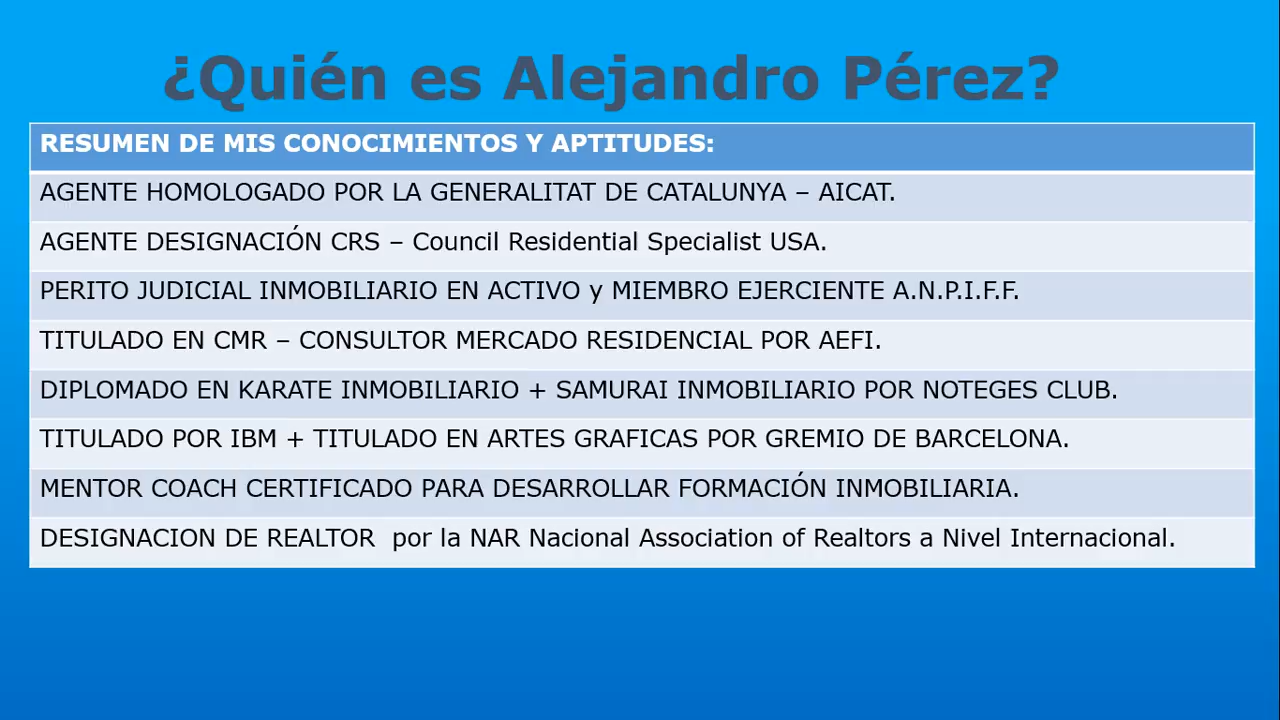 ¿Quién es Alejandro Pérez?
RESUMEN DE MIS CONOCIMIENTOS Y APTITUDES:
AGENTE HOMOLOGADO POR LA GENERALITAT DE CATALUNYA – AICAT.
AGENTE DESIGNACIÓN CRS – Council Residential Specialist USA.
PERITO JUDICIAL INMOBILIARIO EN ACTIVO y MIEMBRO EJERCIENTE A.N.P.I.F.F.
TITULADO EN CMR – CONSULTOR MERCADO RESIDENCIAL POR AEFI.
DIPLOMADO EN KARATE INMOBILIARIO + SAMURAI INMOBILIARIO POR NOTEGES CLUB.
TITULADO POR IBM + TITULADO EN ARTES GRAFICAS POR GREMIO DE BARCELONA.
MENTOR COACH CERTIFICADO PARA DESARROLLAR FORMACIÓN INMOBILIARIA.
DESIGNACION DE REALTOR  por la NAR Nacional Association of Realtors a Nivel Internacional.